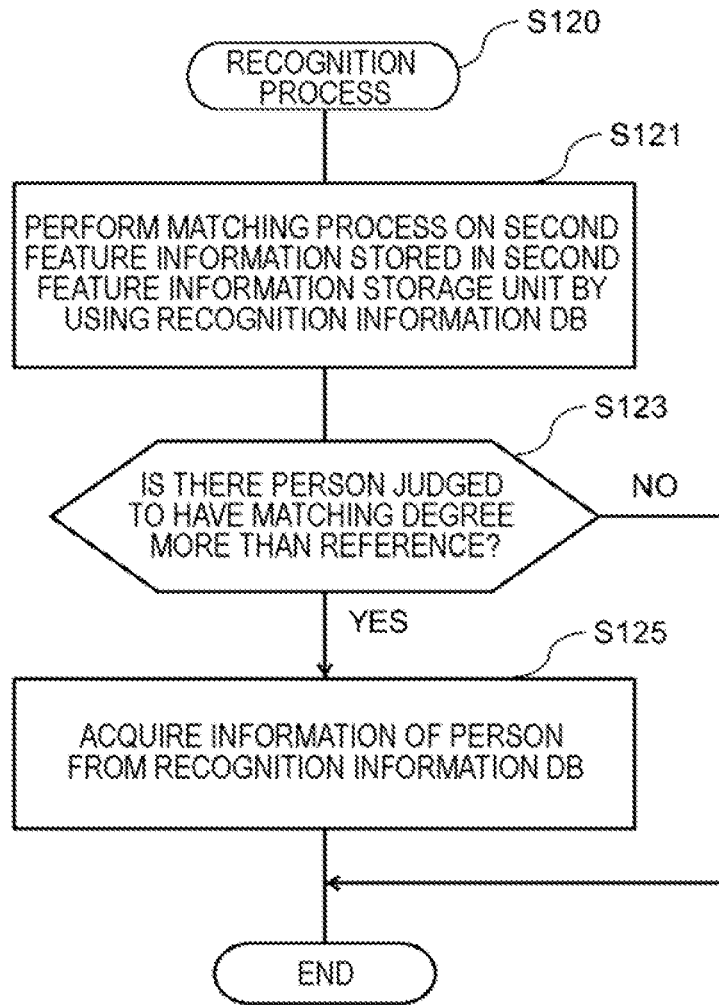 S120
RECOGNITION
PROCESS
S121
PERFORM MATCHING PROCESS ON SECOND
FEATURE INFORMATION STORED IN SECOND
FEATURE INFORMATION STORAGE UNIT BY
USING RECOGNITION INFORMATION DB
S123
IS THERE PERSON JUDGED
TO HAVE MATCHING DEGREE
MORE THAN REFERENCE?
NO
YES
S125
ACQUIRE INFORMATION OF PERSON
FROM RECOGNITION INFORMATION DB
END